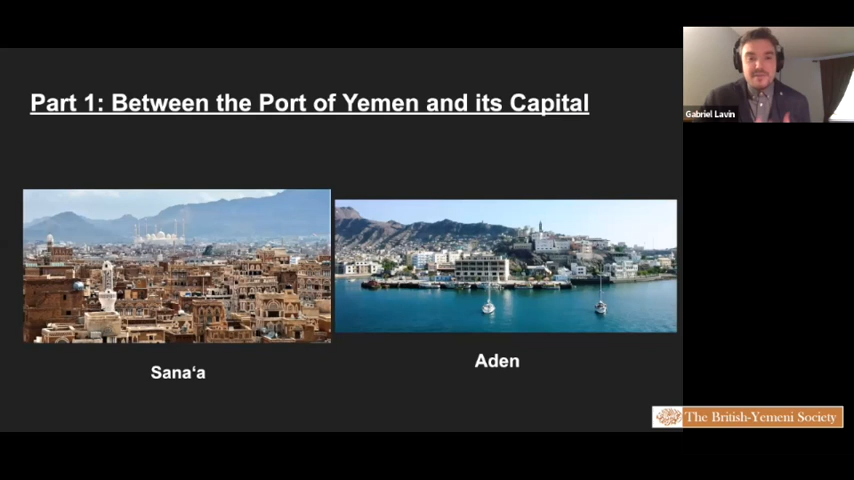 Part 1: Between the Port of Yemen and its Capital
Gabriel Lavin
Sana‘a
Aden
The British-Yemeni Society